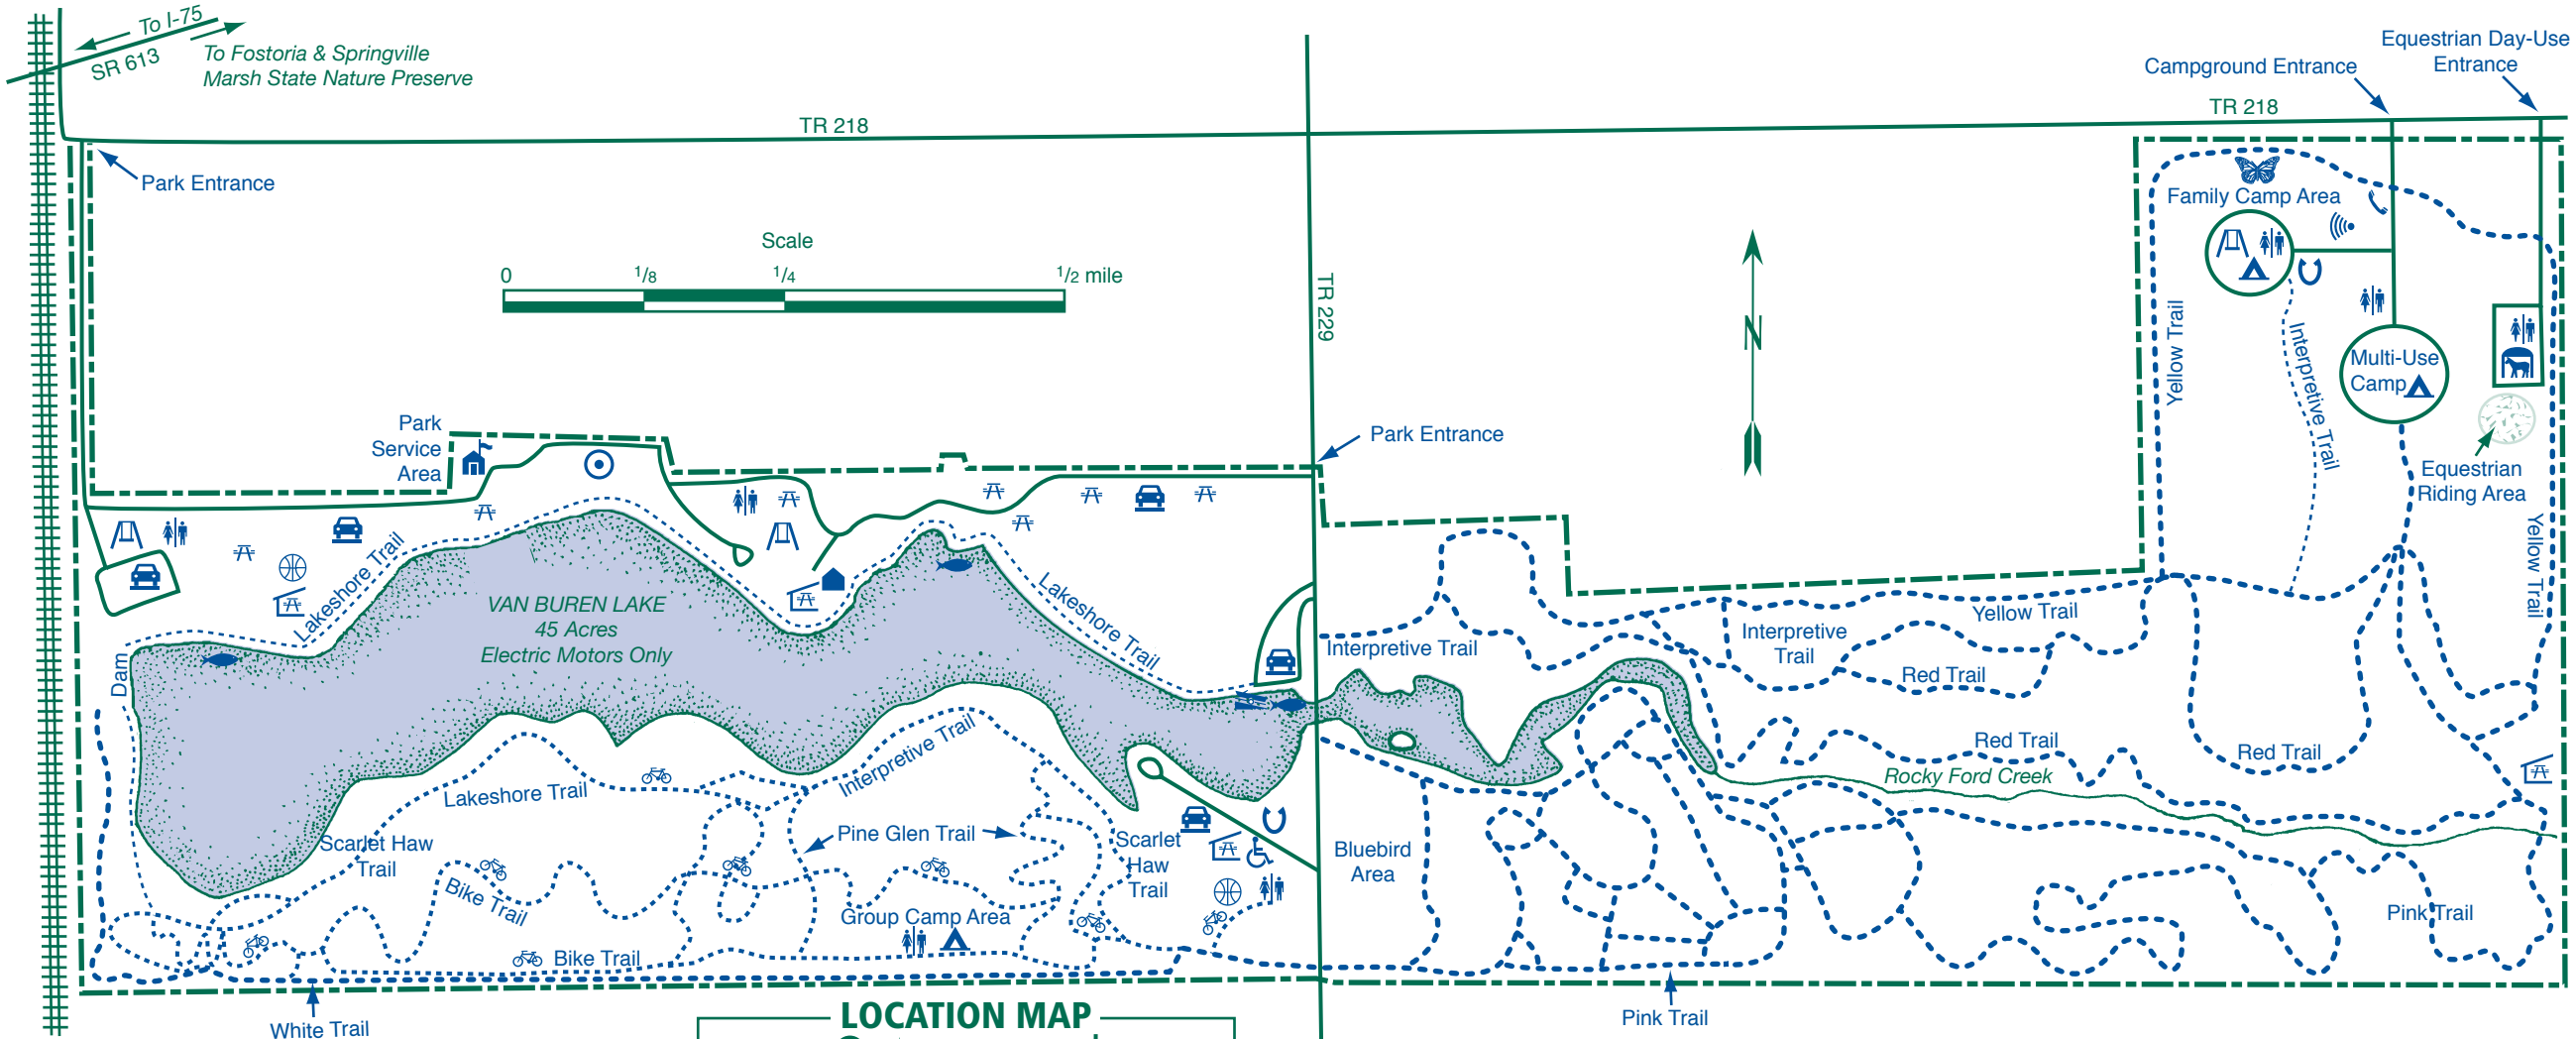 To I-75
SR 613
To Fostoria & Springville
Marsh State Nature Preserve
TR 218
TR 218
Campground Entrance
Equestrian Day-Use
Entrance
Park Entrance
Scale
0
1/8
1/4
1/2 mile
TR 229
N
Family Camp Area
Yellow Trail
Interpretive Trail
Multi-Use
Camp
Equestrian
Riding Area
Yellow Trail
Park
Service
Area
Park Entrance
Lakeshore Trail
VAN BUREN LAKE
45 Acres
Electric Motors Only
Lakeshore Trail
Dam
Interpretive Trail
Interpretive
Trail
Yellow Trail
Red Trail
Red Trail
Red Trail
Rocky Ford Creek
Lakeshore Trail
Interpretive Trail
Scarlet Haw
Trail
Pine Glen Trail
Scarlet
Haw
Trail
Bluebird
Area
Bike Trail
Group Camp Area
Bike Trail
Pink Trail
White Trail
Pink Trail
LOCATION MAP